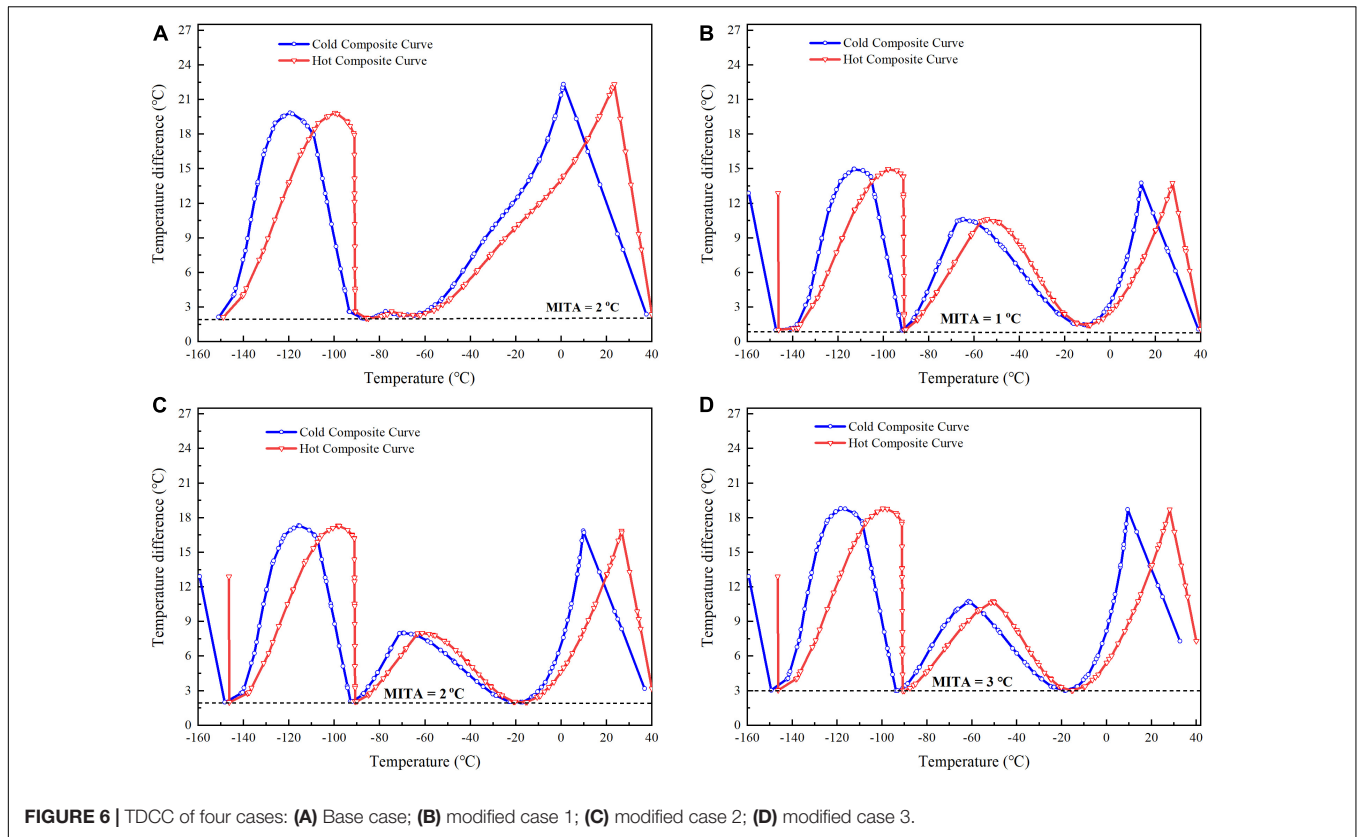 A
Cold Composite Curve
Hot Composite Curve
Temperature difference (°C)
27
24
21
18
15
12
9
6
3
0
MITA = 2 °C
-160 -140 -120 -100 -80 -60 -40 -20 0 20 40
Temperature (°C)
B
Cold Composite Curve
Hot Composite Curve
Temperature difference (°C)
27
24
21
18
15
12
9
6
3
0
MITA = 1 °C
-160 -140 -120 -100 -80 -60 -40 -20 0 20 40
Temperature (°C)
C
Cold Composite Curve
Hot Composite Curve
Temperature difference (°C)
27
24
21
18
15
12
9
6
3
0
MITA = 2 °C
-160 -140 -120 -100 -80 -60 -40 -20 0 20 40
Temperature (°C)
D
Cold Composite Curve
Hot Composite Curve
Temperature difference (°C)
27
24
21
18
15
12
9
6
3
0
MITA = 3 °C
-160 -140 -120 -100 -80 -60 -40 -20 0 20 40
Temperature (°C)
FIGURE 6 | TDCC of four cases: (A) Base case; (B) modified case 1; (C) modified case 2; (D) modified case 3.